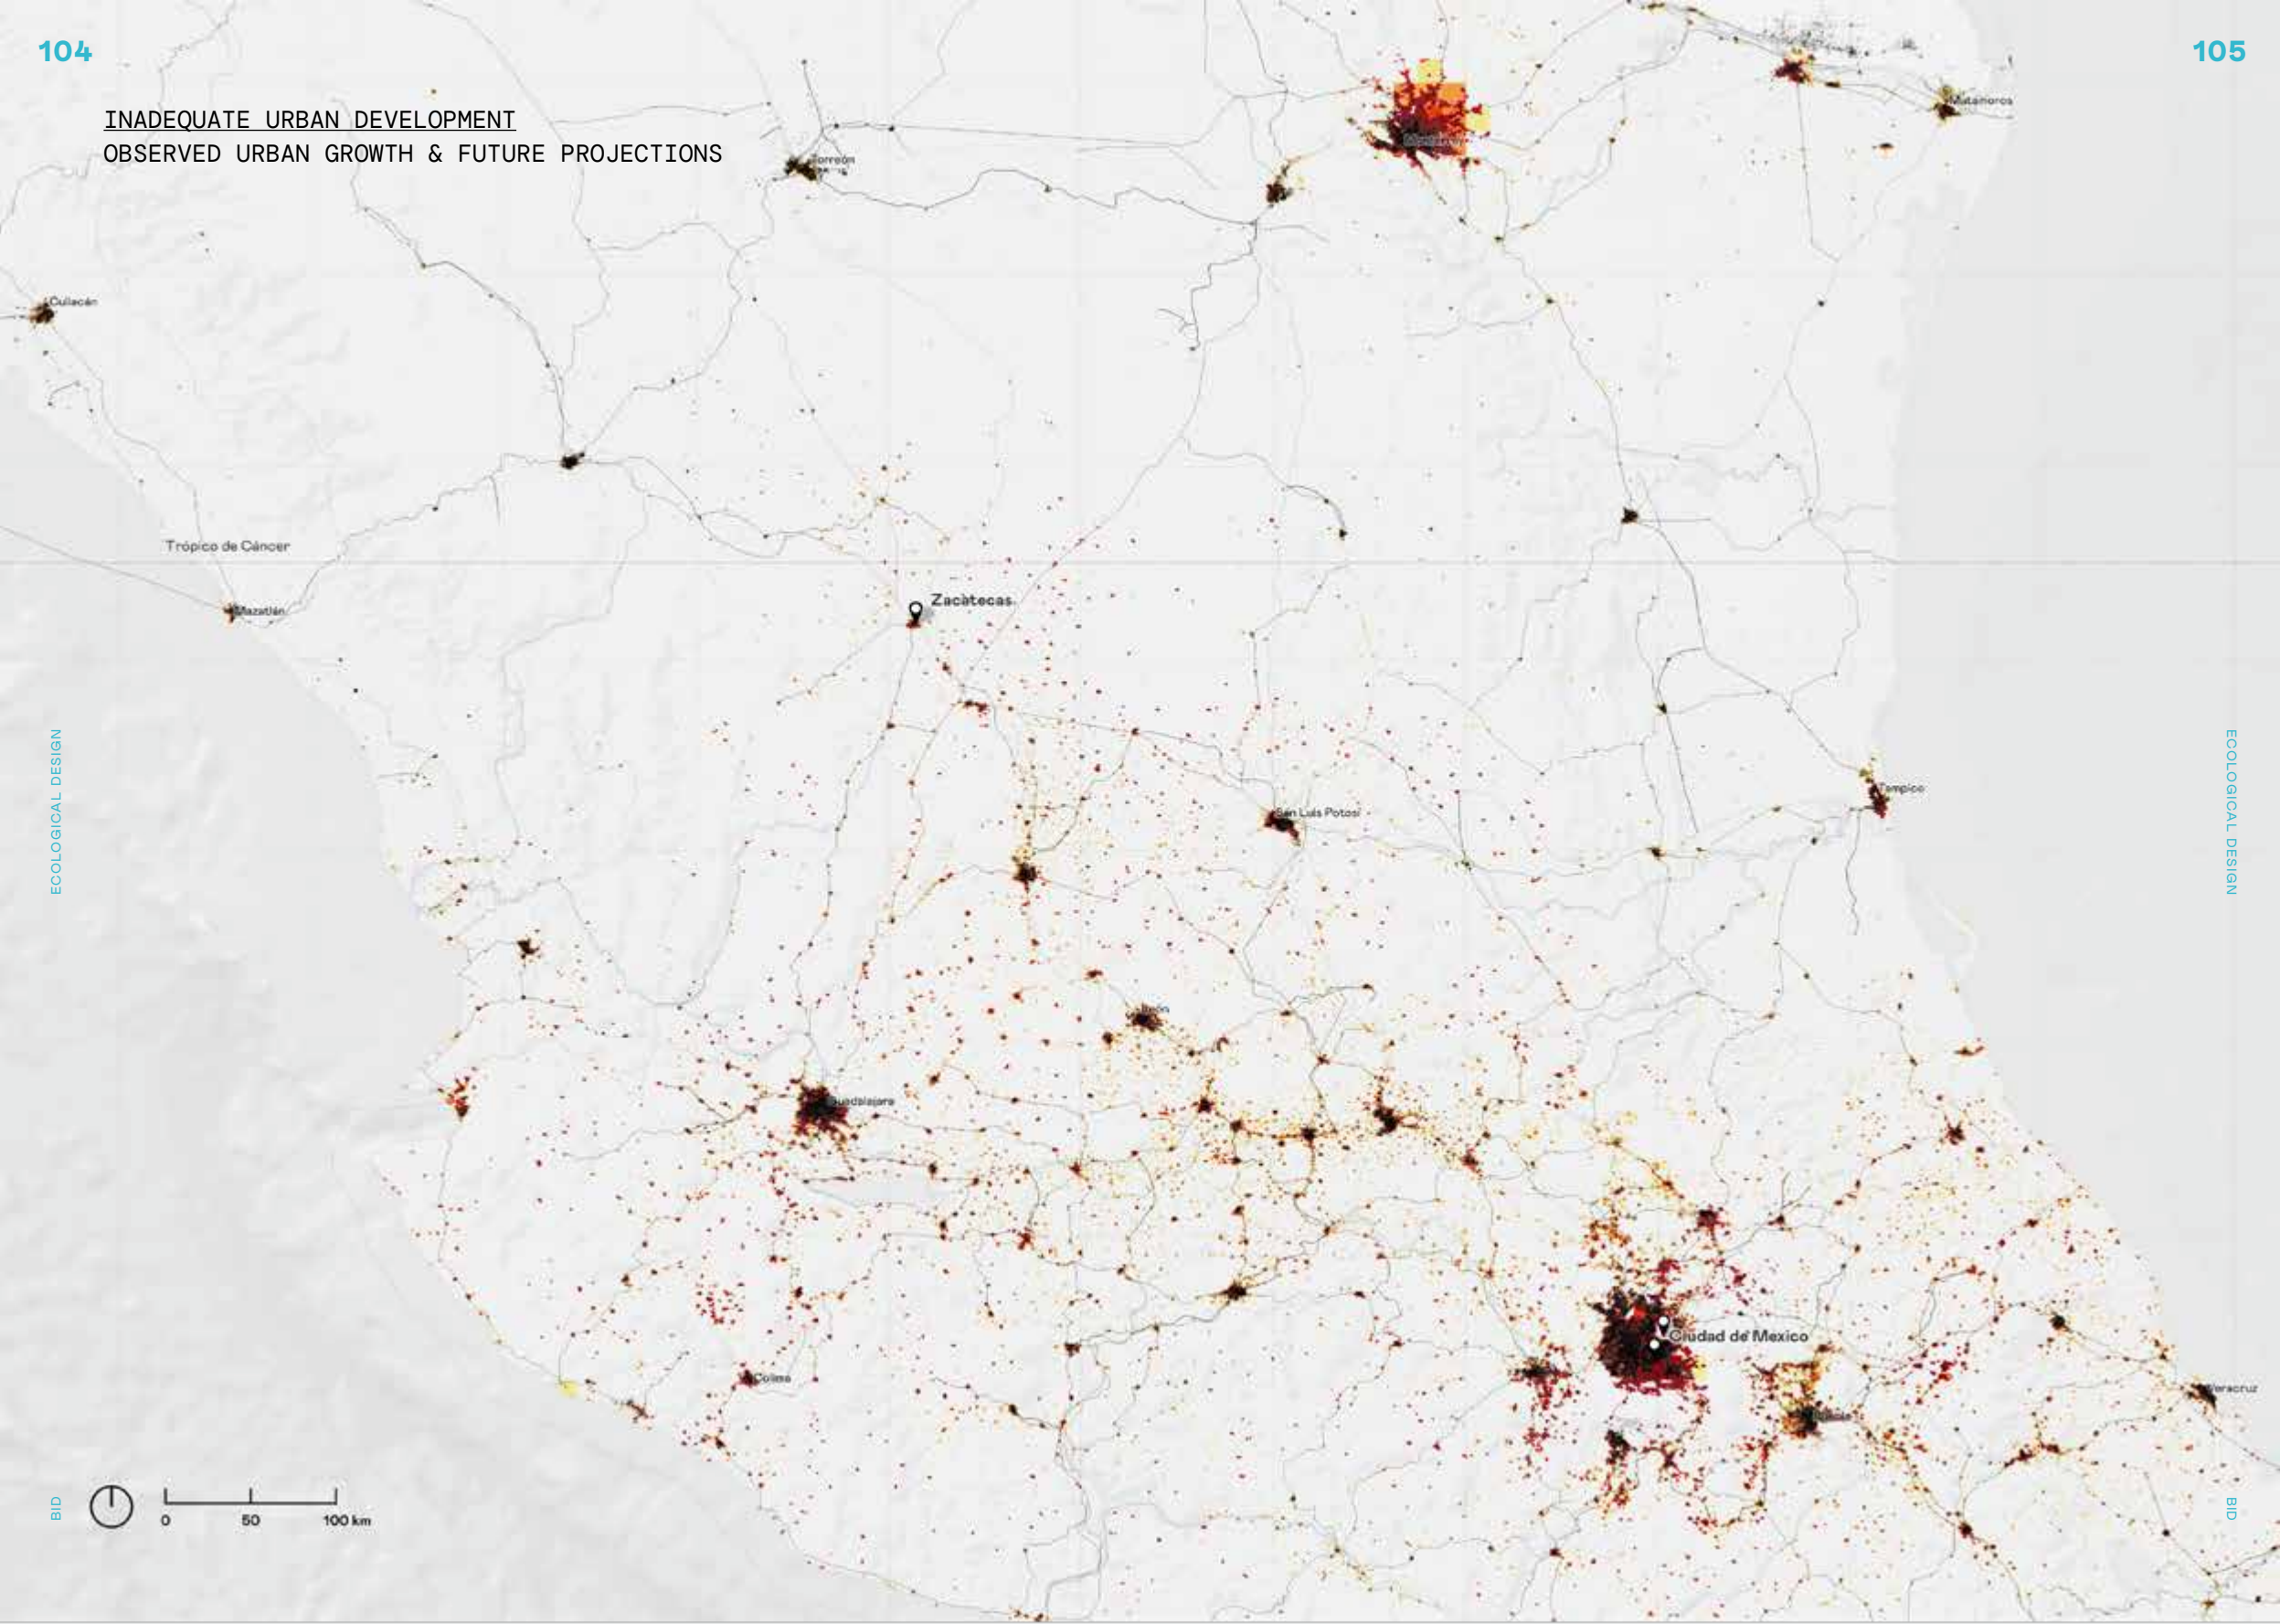 104
105
INADEQUATE URBAN DEVELOPMENT
OBSERVED URBAN GROWTH & FUTURE PROJECTIONS
Matamoros
Monterrey
Torreón
Culiacán
Trópico de Cáncer
Zacatecas
Mazatlán
ECOLOGICAL DESIGN
ECOLOGICAL DESIGN
Tampico
San Luis Potosí
León
Guadalajara
Ciudad de Mexico
Colima
Veracruz
BID
BID
0 50 100 km